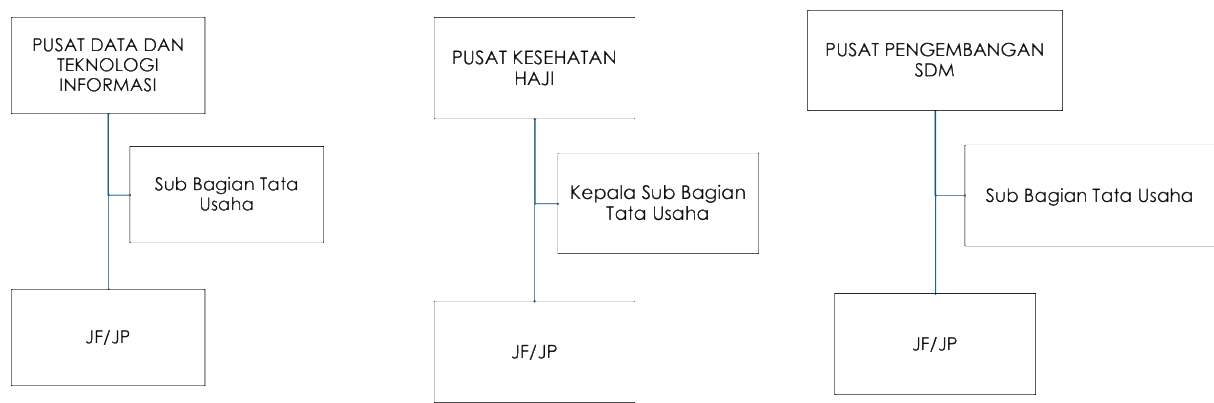 PUSAT DATA DAN
TEKNOLOGI
INFORMASI
Sub Bagian Tata
Usaha
JF/JP
PUSAT KESEHATAN
HAJI
Kepala Sub Bagian
Tata Usaha
JF/JP
PUSAT PENGEMBANGAN
SDM
Sub Bagian Tata Usaha
JF/JP